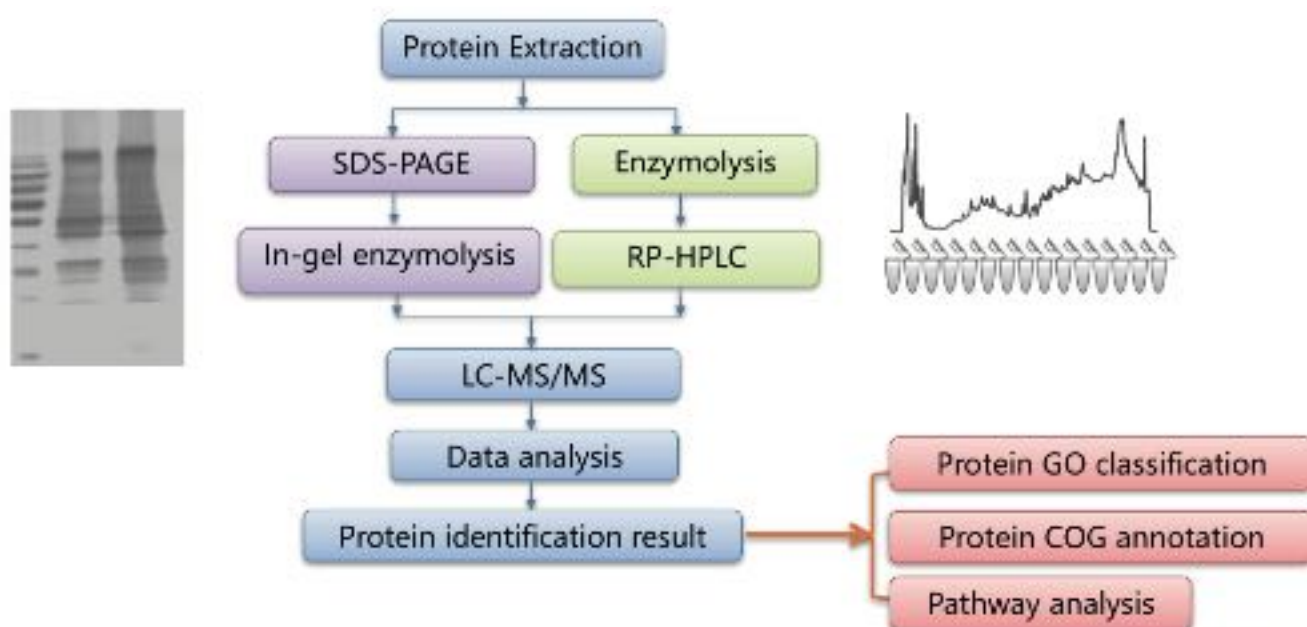 Protein Extraction
SDS-PAGE
Enzymolysis
In-gel enzymolysis
RP-HPLC
LC-MS/MS
Data analysis
Protein identification result
Protein GO classification
Protein COG annotation
Pathway analysis